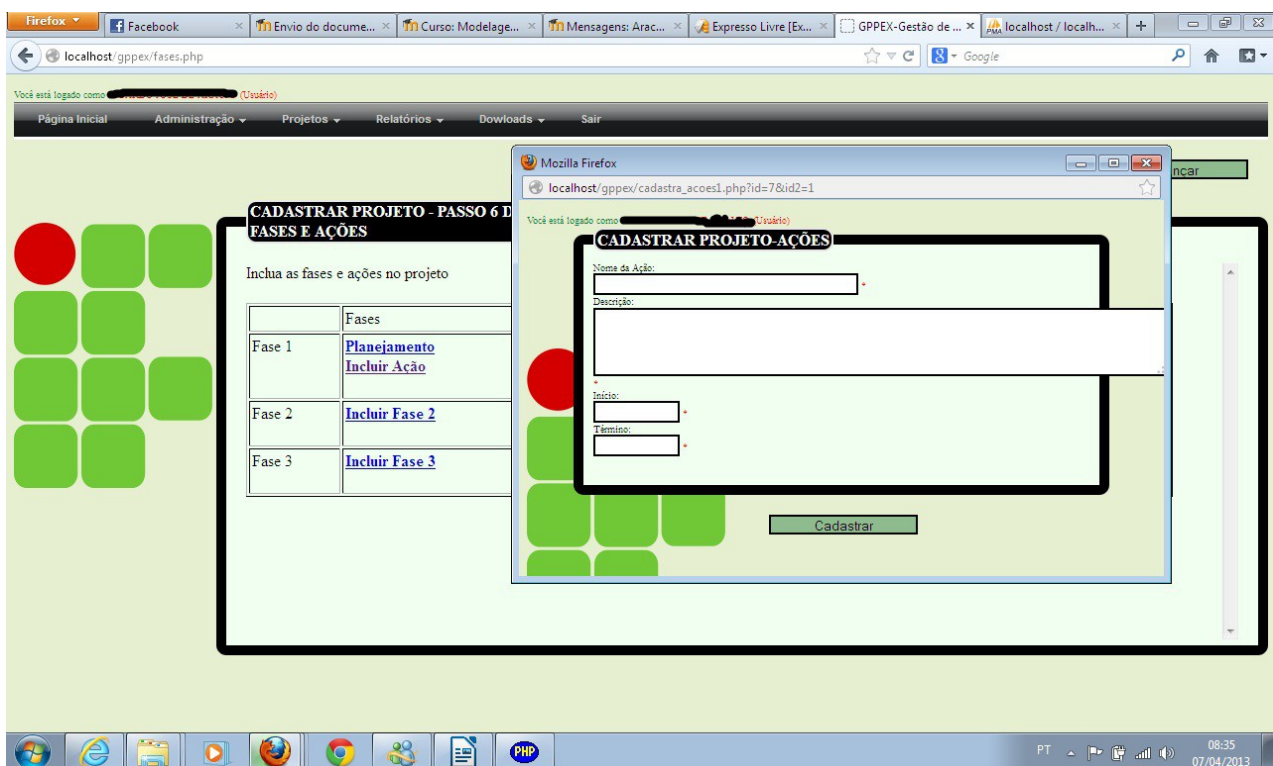 Firefox
Facebook
Envio do docume...
Curso: Modelage...
Mensagens: Arac...
Expresso Livre [Ex...
GPPEX-Gestão de ...
PMA localhost / localh...
localhost/gppex/fases.php
Google
Você está logado como (Usuário)
Página Inicial Administração Projetos Relatórios Dowloads Sair
nçar
CADASTRAR PROJETO - PASSO 6 D
FASES E AÇÕES
Inclua as fases e ações no projeto
Fases
Fase 1 Planejamento
Incluir Ação
Fase 2 Incluir Fase 2
Fase 3 Incluir Fase 3
Mozilla Firefox
localhost/gppex/cadastra_acoes1.php?id=7&id2=1
Você está logado como (Usuário)
CADASTRAR PROJETO-AÇÕES
Nome da Ação:
*
Descrição:
*
Início:
*
Término:
*
Cadastrar
PHP
PT
08:35
07/04/2013